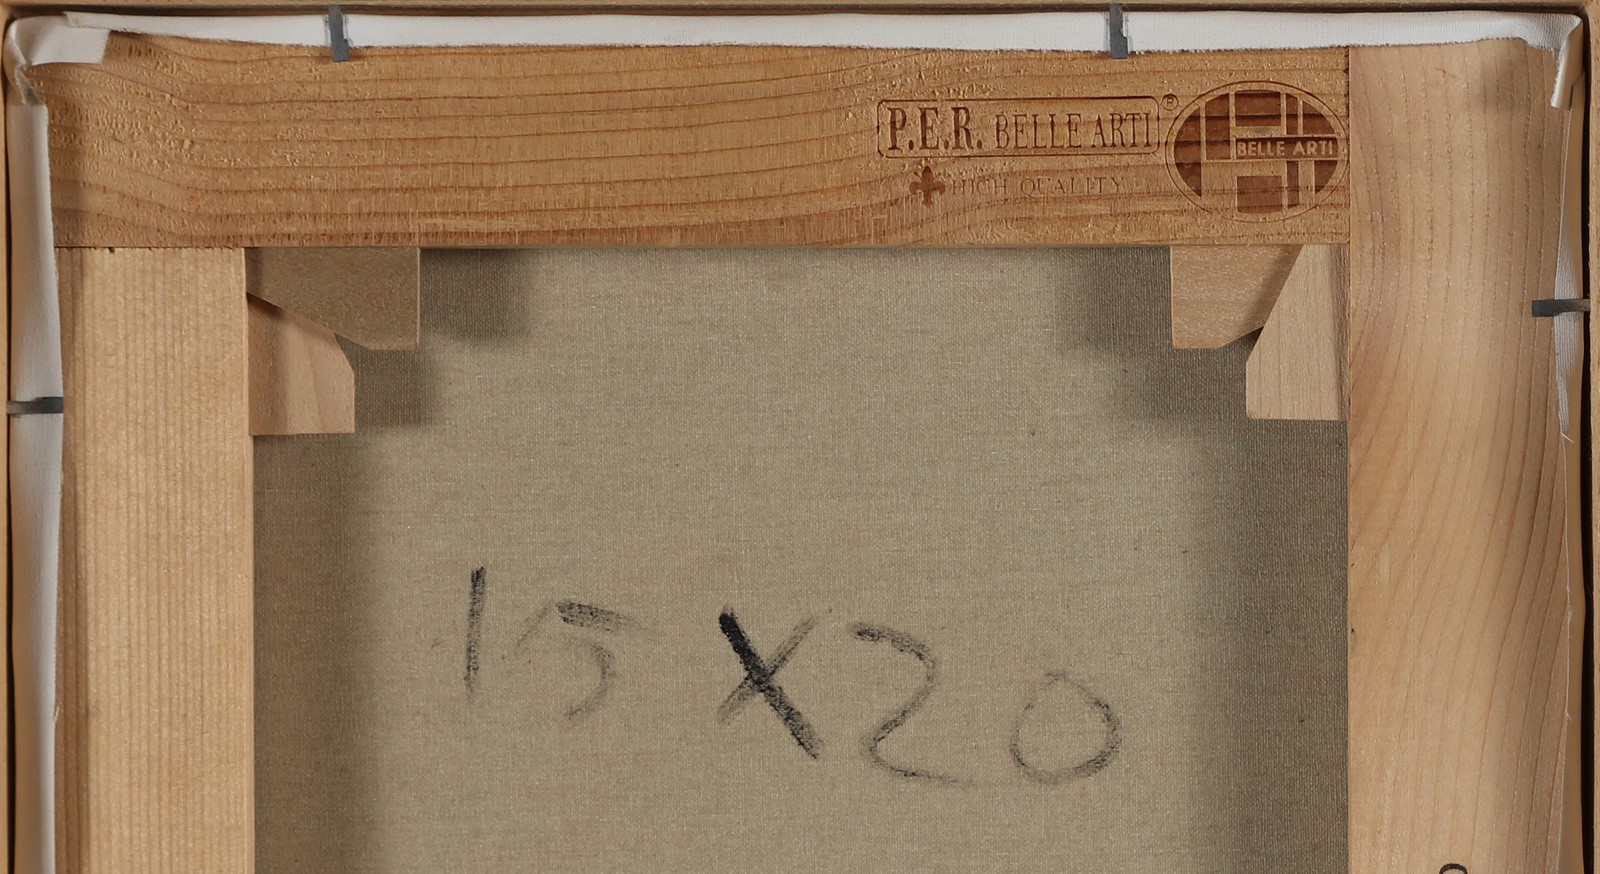 P.E.R. BELLE ARTI ®
BELLE ARTI
HIGH QUALITY
15 X 20